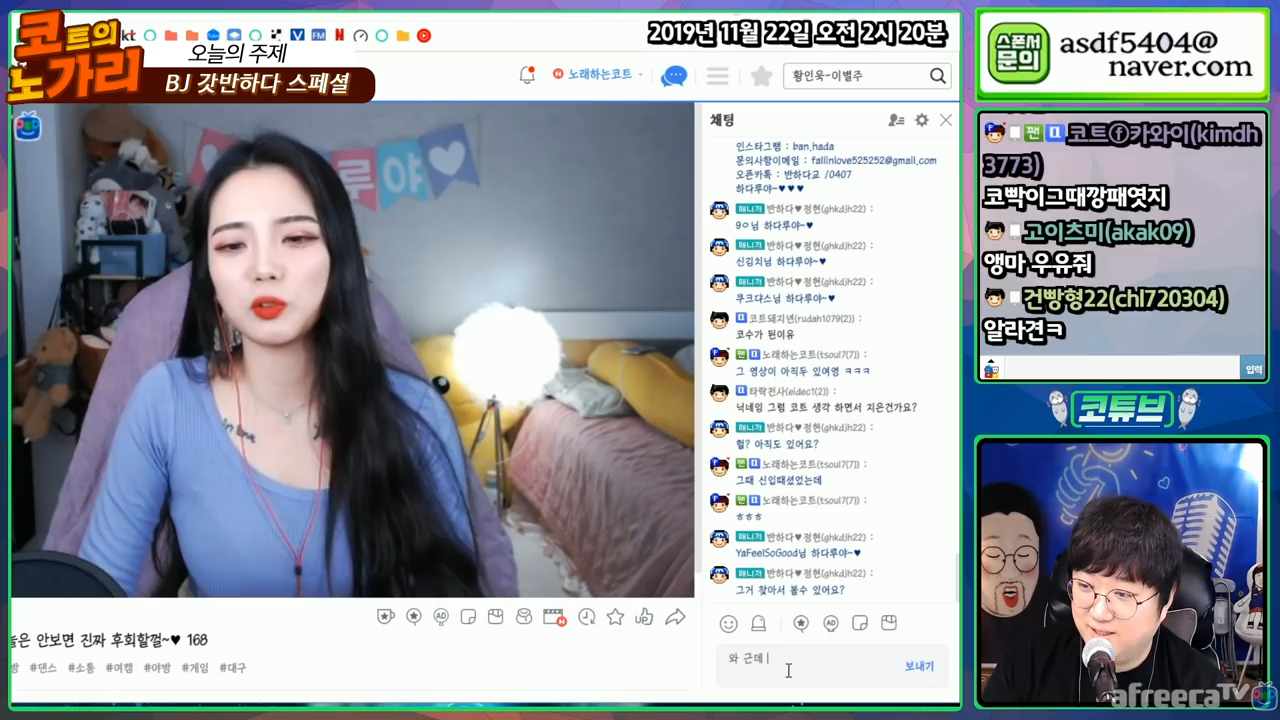 코트의
노가리
오늘의 주제
BJ 갓반하다 스페셜
2019년 11월 22일 오전 2시 20분
노래하는코트
황인욱-이별주
스폰서
문의
asdf5404@
naver.com
채팅
인스타그램 : ban_hada
문의사항이메일 : fallinlove525252@gmail.com
오픈카톡 : 반하다교 /0407
하다루야~♥♥♥
매니저 반하다♥정현(ghkdjh22) :
9ㅇ님 하다루야~♥
매니저 반하다♥정현(ghkdjh22) :
신김치님 하다루야~♥
매니저 반하다♥정현(ghkdjh22) :
쿠크다스님 하다루야~♥
코트돼지년(rudah1079(2)) :
코수가 된이유
팬 노래하는코트(tsoul7(7)) :
그 영상이 아직두 있여영 ㅋㅋㅋ
타락전사(eldec1(2)) :
닉네임 그럼 코트 생각 하면서 지은건가요?
매니저 반하다♥정현(ghkdjh22) :
헐? 아직도 있어요?
팬 노래하는코트(tsoul7(7)) :
그때 신입때셨었는데
팬 노래하는코트(tsoul7(7)) :
ㅎㅎㅎ
매니저 반하다♥정현(ghkdjh22) :
YaFeelSoGood님 하다루야~♥
매니저 반하다♥정현(ghkdjh22) :
그거 찾아서 볼수 있어요?
와 근데
보내기
루야
늘은 안보면 진짜 후회할껄~♥ 168
방 #댄스 #소통 #여캠 #야방 #게임 #대구
팬 코트ⓕ카와이(kimdh
3773)
코빡이그때깡패엿지
고이츠미(akak09)
앵마 우유줘
건빵형22(chl720304)
알라견ㅋ
입력
코튜브
afreecaTV